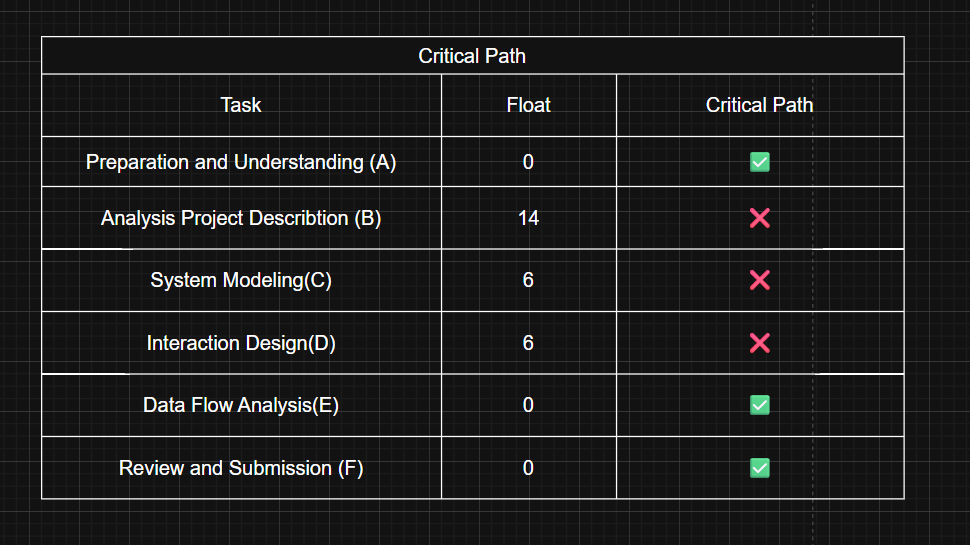 Critical Path
Task Float Critical Path
Preparation and Understanding (A) 0 ✅
Analysis Project Describtion (B) 14 ❌
System Modeling(C) 6 ❌
Interaction Design(D) 6 ❌
Data Flow Analysis(E) 0 ✅
Review and Submission (F) 0 ✅